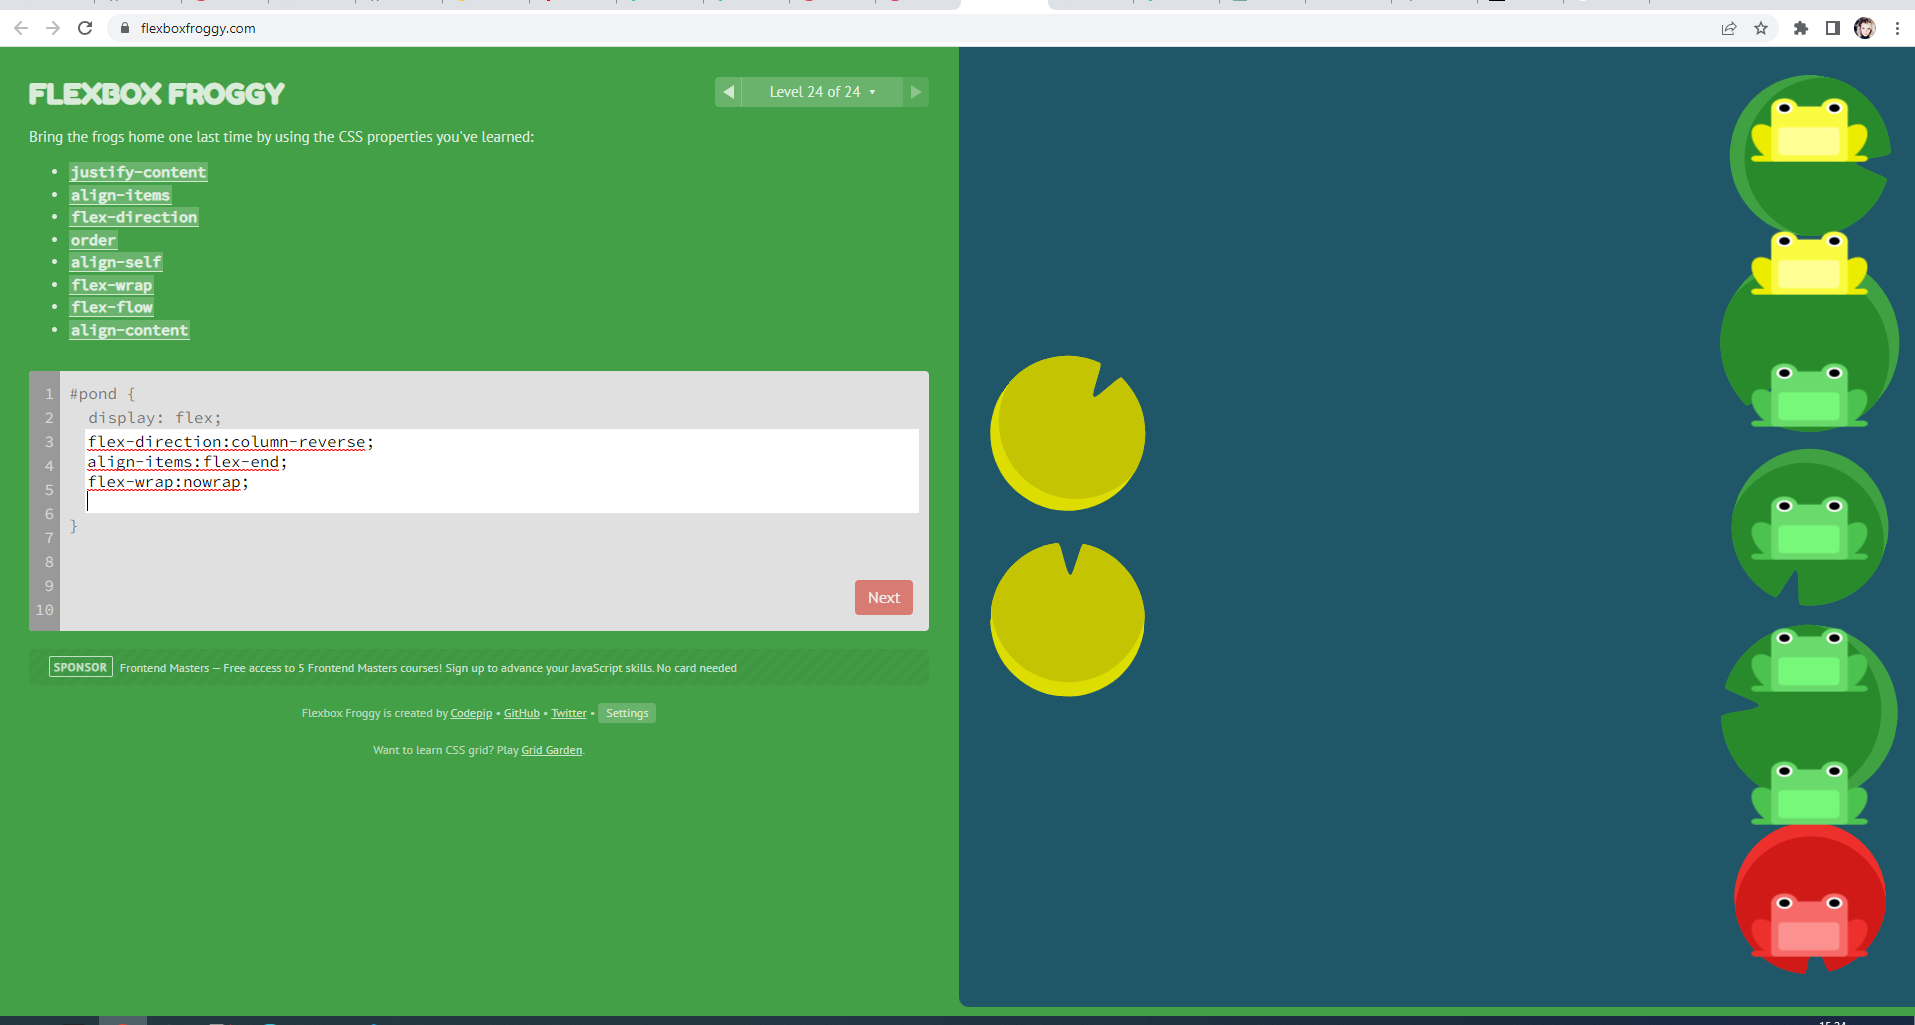 flexboxfroggy.com
FLEXBOX FROGGY
◀ Level 24 of 24 ▾ ▶
Bring the frogs home one last time by using the CSS properties you've learned:
• justify-content
• align-items
• flex-direction
• order
• align-self
• flex-wrap
• flex-flow
• align-content
1 #pond {
2 display: flex;
3 flex-direction:column-reverse;
4 align-items:flex-end;
5 flex-wrap:nowrap;
6
7 }
8
9
10
Next
SPONSOR Frontend Masters — Free access to 5 Frontend Masters courses! Sign up to advance your JavaScript skills. No card needed
Flexbox Froggy is created by Codepip • GitHub • Twitter • Settings
Want to learn CSS grid? Play Grid Garden.